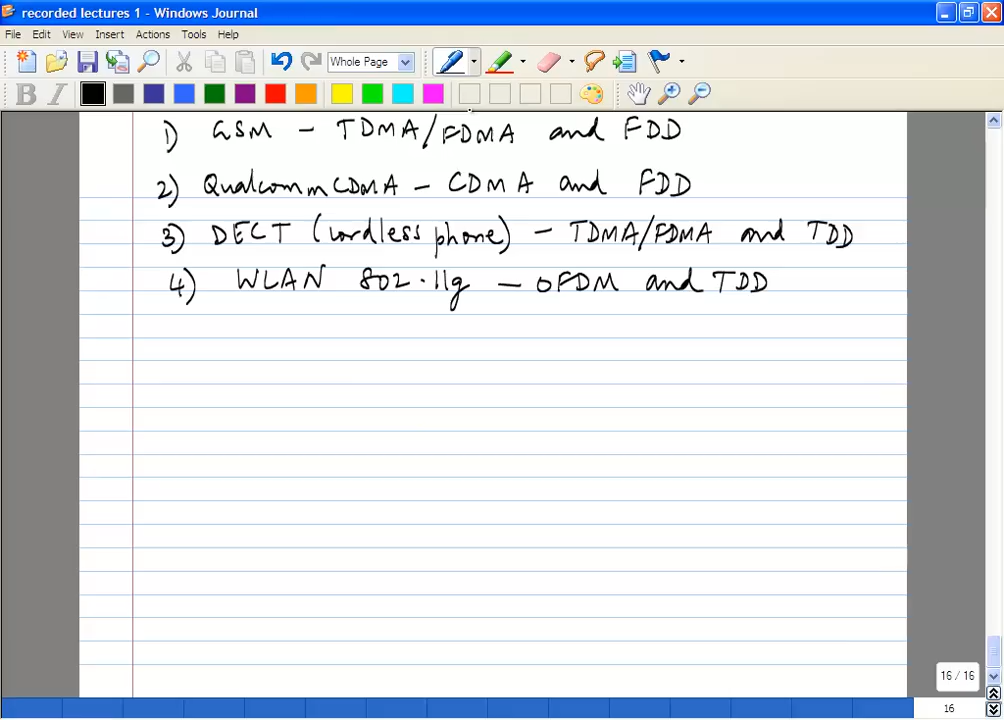 recorded lectures 1 - Windows Journal
File Edit View Insert Actions Tools Help
Whole Page
B I
1) GSM - TDMA/FDMA and FDD
2) Qualcomm CDMA - CDMA and FDD
3) DECT (cordless phone) - TDMA/FDMA and TDD
4) WLAN 802.11g - OFDM and TDD
16 / 16
16